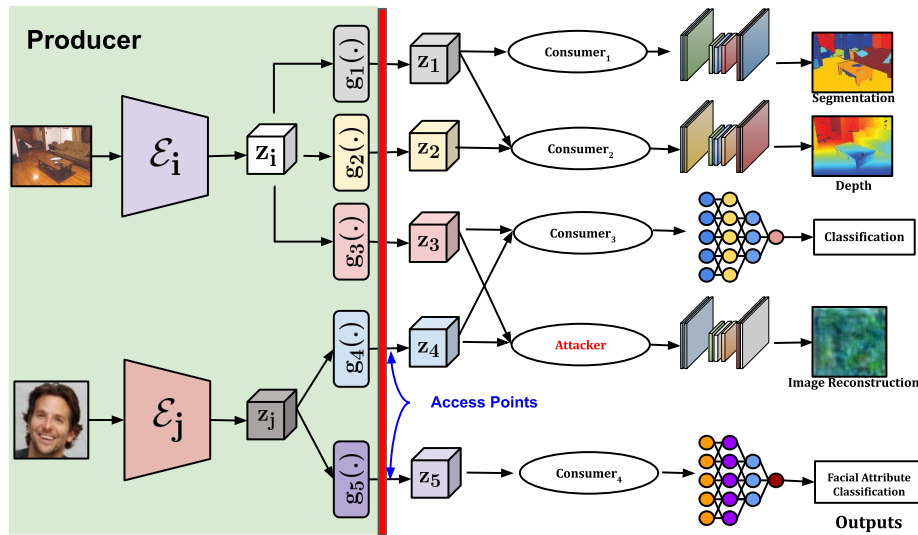 Producer
ℰi
zi
g1(.)
g2(.)
g3(.)
z1
z2
z3
Consumer1
Consumer2
Consumer3
Segmentation
Depth
Classification
ℰj
zj
g4(.)
g5(.)
z4
z5
Access Points
Attacker
Consumer4
Image Reconstruction
Facial Attribute
Classification
Outputs